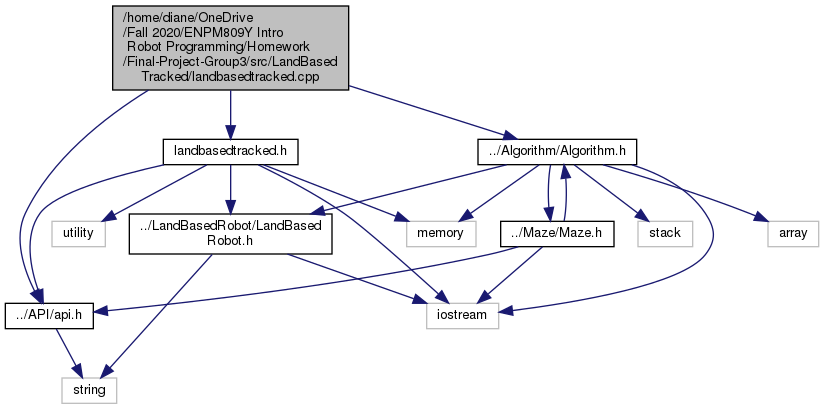 /home/diane/OneDrive
/Fall 2020/ENPM809Y Intro
Robot Programming/Homework
/Final-Project-Group3/src/LandBased
Tracked/landbasedtracked.cpp
landbasedtracked.h
../Algorithm/Algorithm.h
utility
../LandBasedRobot/LandBased
Robot.h
memory
../Maze/Maze.h
stack
array
../API/api.h
iostream
string